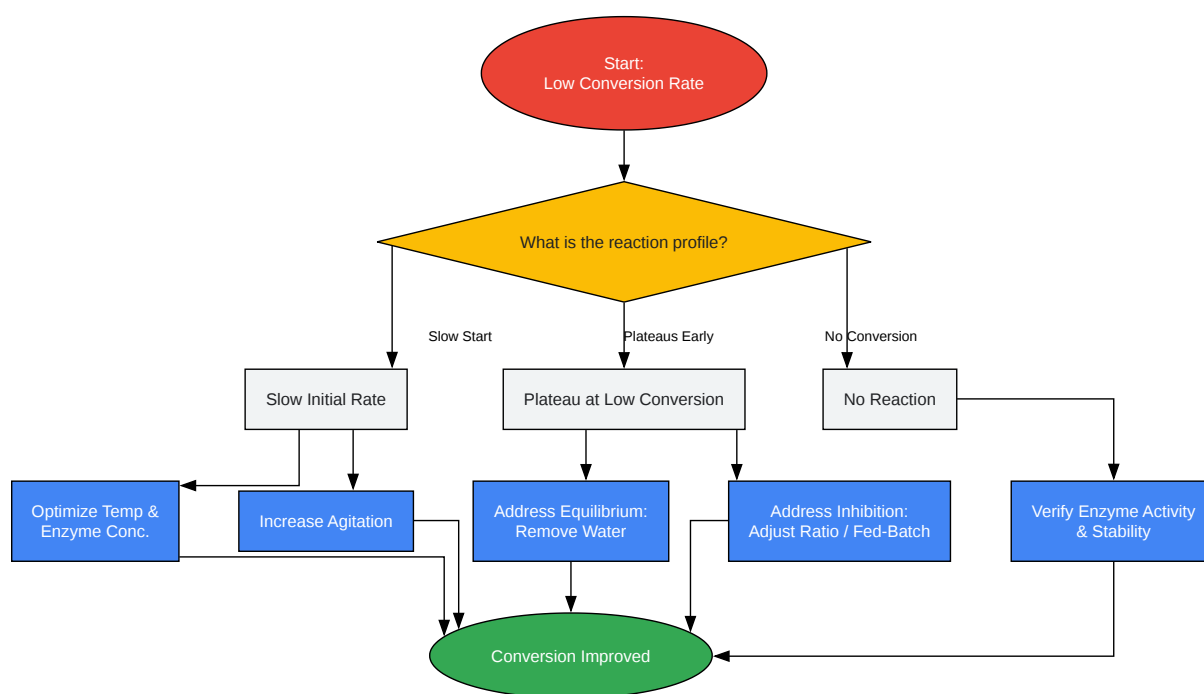 Start:
Low Conversion Rate
What is the reaction profile?
Slow Start
Plateaus Early
No Conversion
Slow Initial Rate
Plateau at Low Conversion
No Reaction
Optimize Temp &
Enzyme Conc.
Increase Agitation
Address Equilibrium:
Remove Water
Address Inhibition:
Adjust Ratio / Fed-Batch
Verify Enzyme Activity
& Stability
Conversion Improved